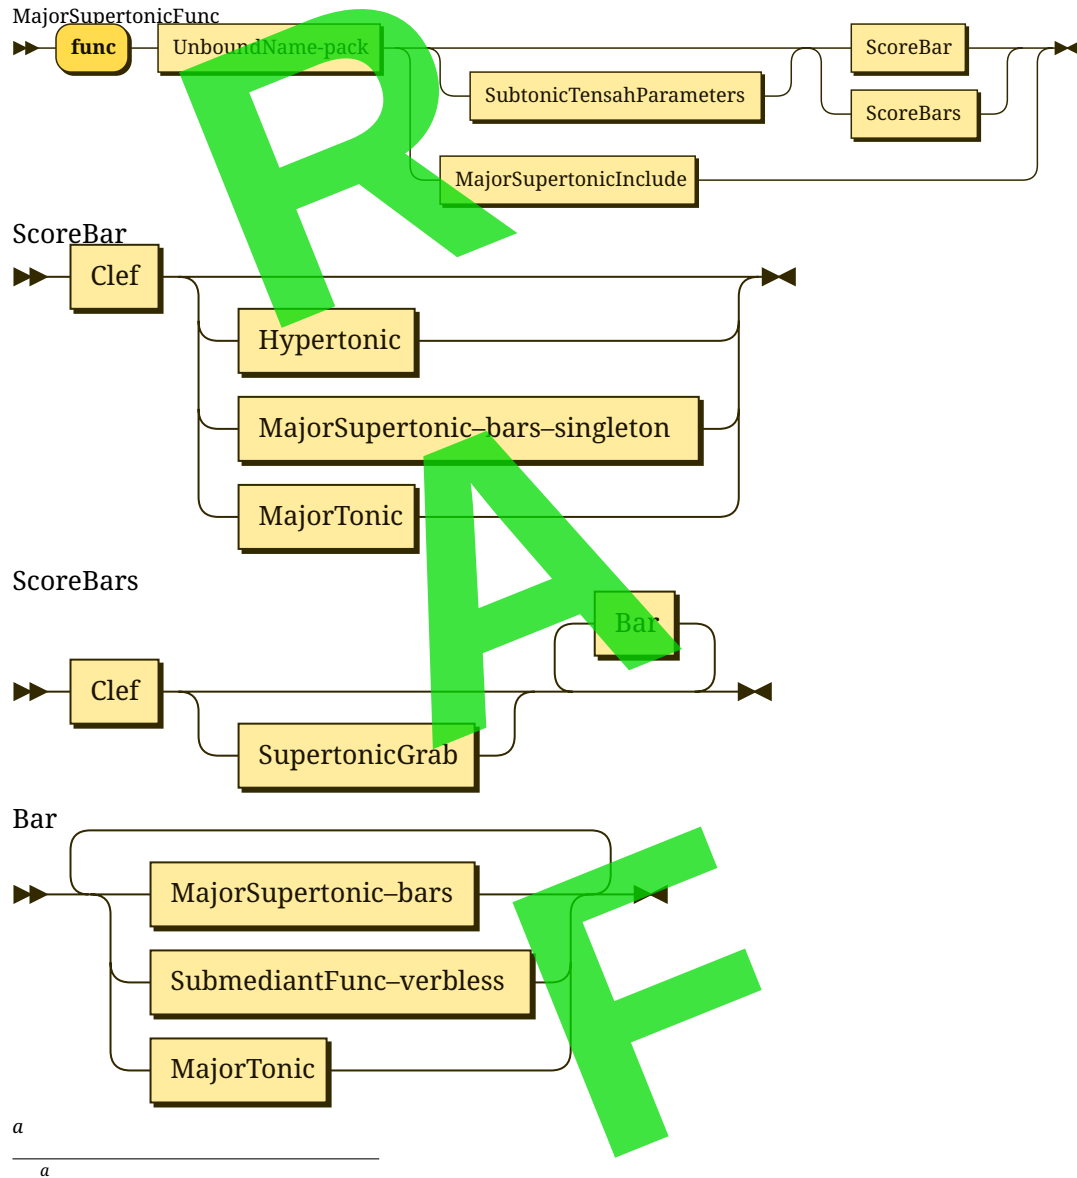 MajorSupertonicFunc
func UnboundName-pack ScoreBar
SubtonicTensahParameters
ScoreBars
MajorSupertonicInclude
ScoreBar
Clef
Hypertonic
MajorSupertonic–bars–singleton
MajorTonic
ScoreBars
Bar
Clef
SupertonicGrab
Bar
MajorSupertonic–bars
SubmediantFunc–verbless
MajorTonic
a
a
R
A
F